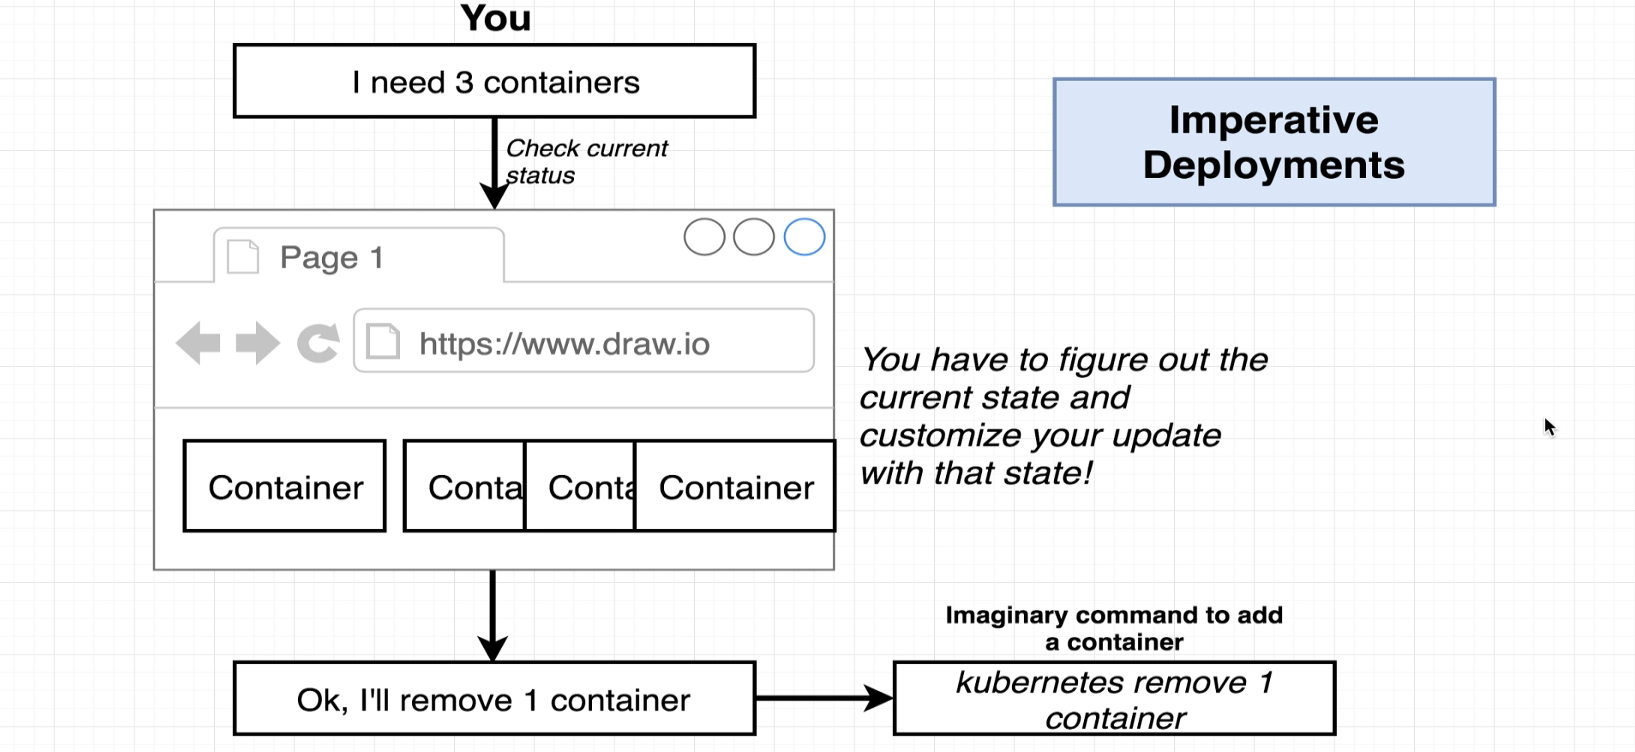 You
I need 3 containers
Imperative
Deployments
Check current
status
Page 1
https://www.draw.io
You have to figure out the
current state and
customize your update
with that state!
Container
Conta
Conta
Container
Imaginary command to add
a container
Ok, I'll remove 1 container
kubernetes remove 1
container